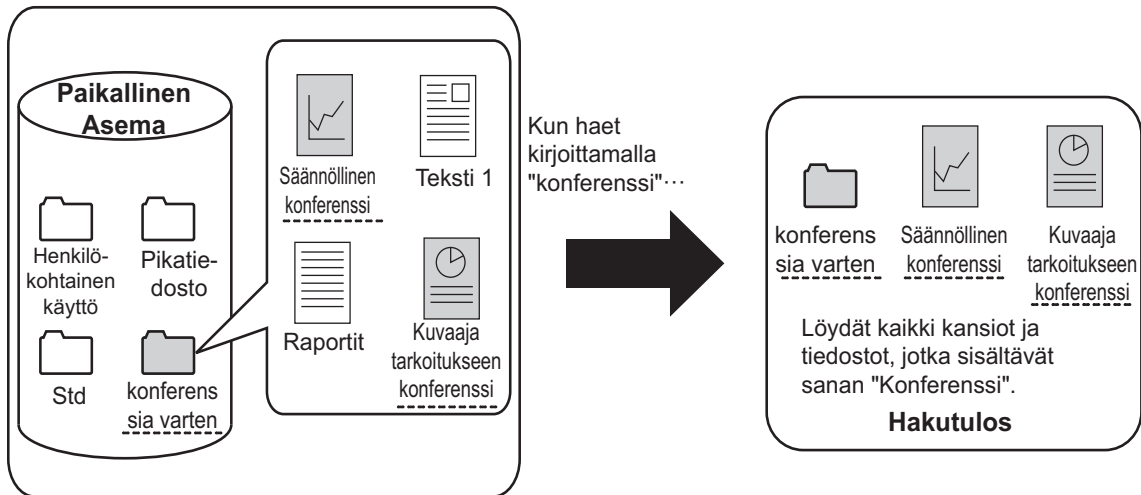 Paikallinen
Asema
Henkilö-
kohtainen
käyttö
Pikatie-
dosto
Std
konferens
sia varten
Säännöllinen
konferenssi
Teksti 1
Raportit
Kuvaaja
tarkoitukseen
konferenssi
Kun haet
kirjoittamalla
"konferenssi"···
konferens
sia varten
Säännöllinen
konferenssi
Kuvaaja
tarkoitukseen
konferenssi
Löydät kaikki kansiot ja
tiedostot, jotka sisältävät
sanan "Konferenssi".
Hakutulos